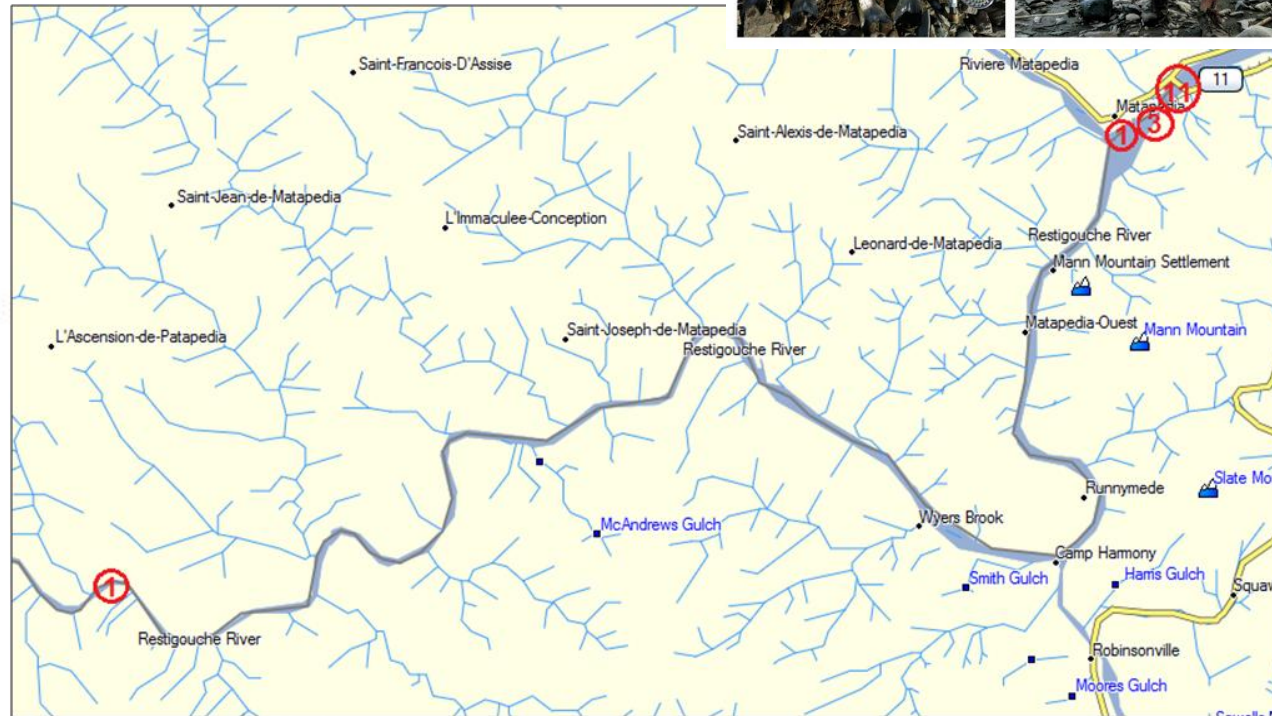 Saint-Francois-D'Assise
Riviere Matapedia
11
11
Matapedia
1
3
Saint-Alexis-de-Matapedia
Saint-Jean-de-Matapedia
L'Immaculee-Conception
Leonard-de-Matapedia
Restigouche River
Mann Mountain Settlement
L'Ascension-de-Patapedia
Saint-Joseph-de-Matapedia
Matapedia-Ouest
Mann Mountain
Restigouche River
Runnymede
Slate Mo
Wyers Brook
McAndrews Gulch
Camp Harmony
Smith Gulch
Harris Gulch
Squaw
1
Restigouche River
Robinsonville
Moores Gulch